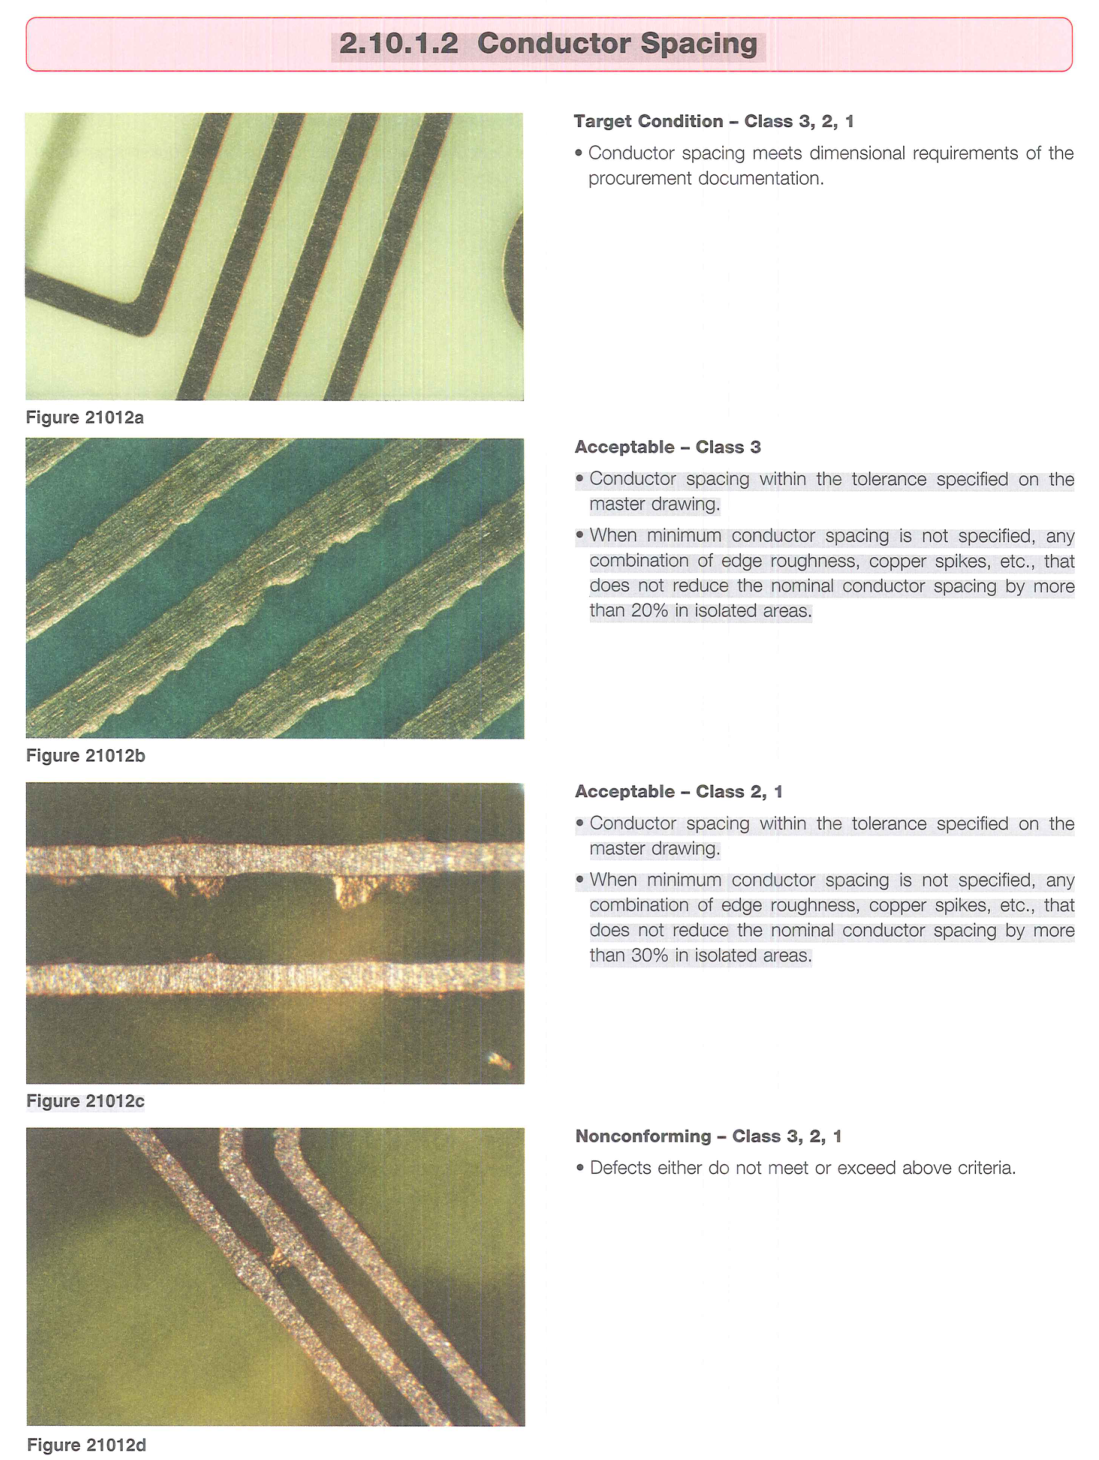 2.10.1.2 Conductor Spacing
Target Condition – Class 3, 2, 1
• Conductor spacing meets dimensional requirements of the
procurement documentation.
Figure 21012a
Acceptable – Class 3
• Conductor spacing within the tolerance specified on the
master drawing.
• When minimum conductor spacing is not specified, any
combination of edge roughness, copper spikes, etc., that
does not reduce the nominal conductor spacing by more
than 20% in isolated areas.
Figure 21012b
Acceptable – Class 2, 1
• Conductor spacing within the tolerance specified on the
master drawing.
• When minimum conductor spacing is not specified, any
combination of edge roughness, copper spikes, etc., that
does not reduce the nominal conductor spacing by more
than 30% in isolated areas.
Figure 21012c
Nonconforming – Class 3, 2, 1
• Defects either do not meet or exceed above criteria.
Figure 21012d